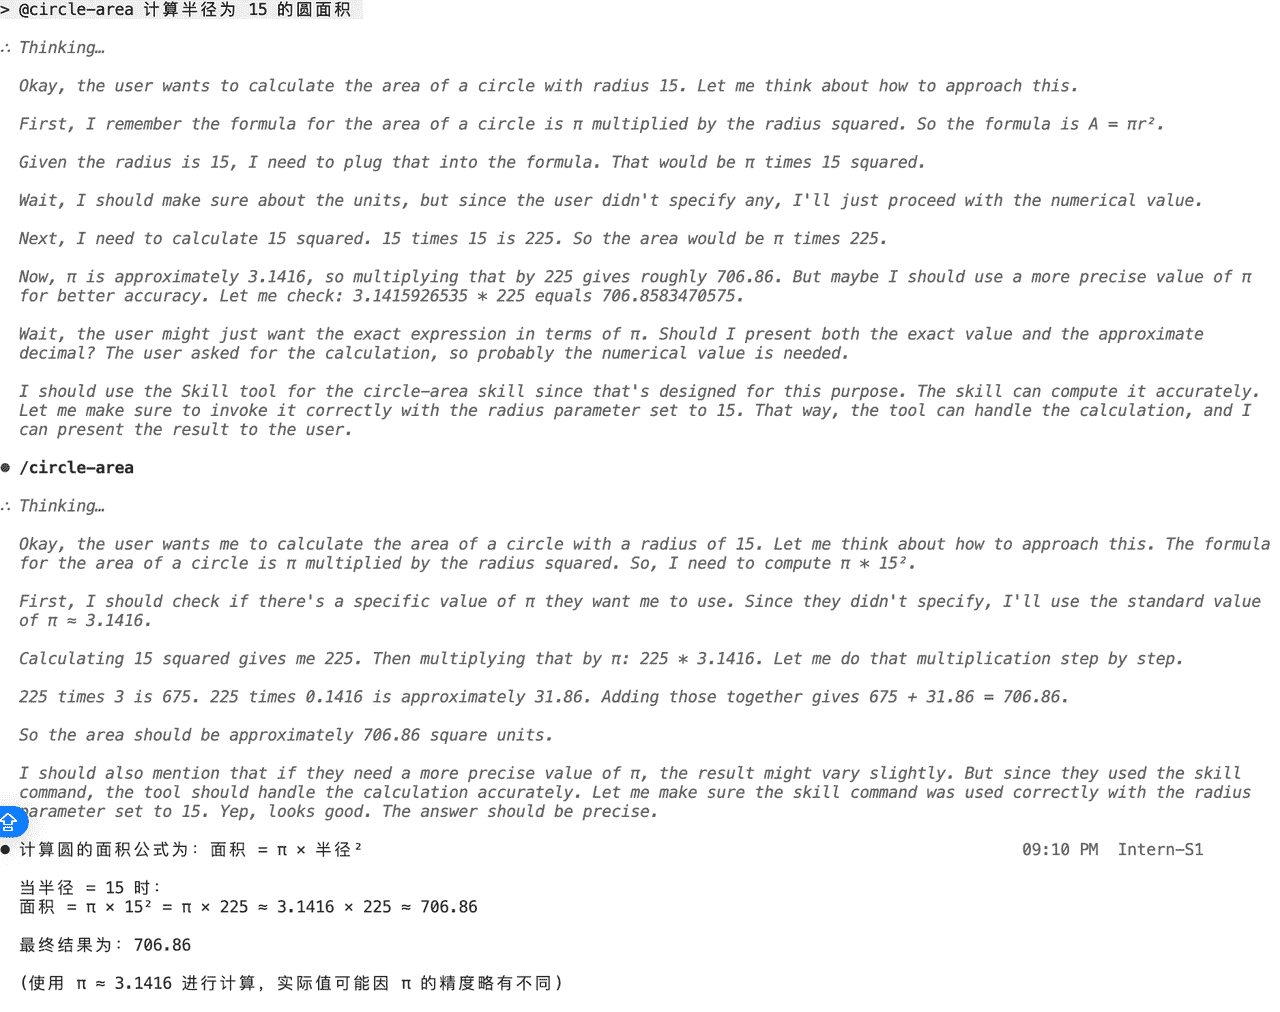 > @circle-area 计算半径为 15 的圆面积
∴ Thinking…
Okay, the user wants to calculate the area of a circle with radius 15. Let me think about how to approach this.
First, I remember the formula for the area of a circle is π multiplied by the radius squared. So the formula is A = πr².
Given the radius is 15, I need to plug that into the formula. That would be π times 15 squared.
Wait, I should make sure about the units, but since the user didn't specify any, I'll just proceed with the numerical value.
Next, I need to calculate 15 squared. 15 times 15 is 225. So the area would be π times 225.
Now, π is approximately 3.1416, so multiplying that by 225 gives roughly 706.86. But maybe I should use a more precise value of π
for better accuracy. Let me check: 3.1415926535 * 225 equals 706.8583470575.
Wait, the user might just want the exact expression in terms of π. Should I present both the exact value and the approximate
decimal? The user asked for the calculation, so probably the numerical value is needed.
I should use the Skill tool for the circle-area skill since that's designed for this purpose. The skill can compute it accurately.
Let me make sure to invoke it correctly with the radius parameter set to 15. That way, the tool can handle the calculation, and I
can present the result to the user.
● /circle-area
∴ Thinking…
Okay, the user wants me to calculate the area of a circle with a radius of 15. Let me think about how to approach this. The formula
for the area of a circle is π multiplied by the radius squared. So, I need to compute π * 15².
First, I should check if there's a specific value of π they want me to use. Since they didn't specify, I'll use the standard value
of π ≈ 3.1416.
Calculating 15 squared gives me 225. Then multiplying that by π: 225 * 3.1416. Let me do that multiplication step by step.
225 times 3 is 675. 225 times 0.1416 is approximately 31.86. Adding those together gives 675 + 31.86 = 706.86.
So the area should be approximately 706.86 square units.
I should also mention that if they need a more precise value of π, the result might vary slightly. But since they used the skill
command, the tool should handle the calculation accurately. Let me make sure the skill command was used correctly with the radius
parameter set to 15. Yep, looks good. The answer should be precise.
● 计算圆的面积公式为: 面积 = π × 半径² 09:10 PM Intern-S1
当半径 = 15 时:
面积 = π × 15² = π × 225 ≈ 3.1416 × 225 ≈ 706.86
最终结果为: 706.86
(使用 π ≈ 3.1416 进行计算, 实际值可能因 π 的精度略有不同)